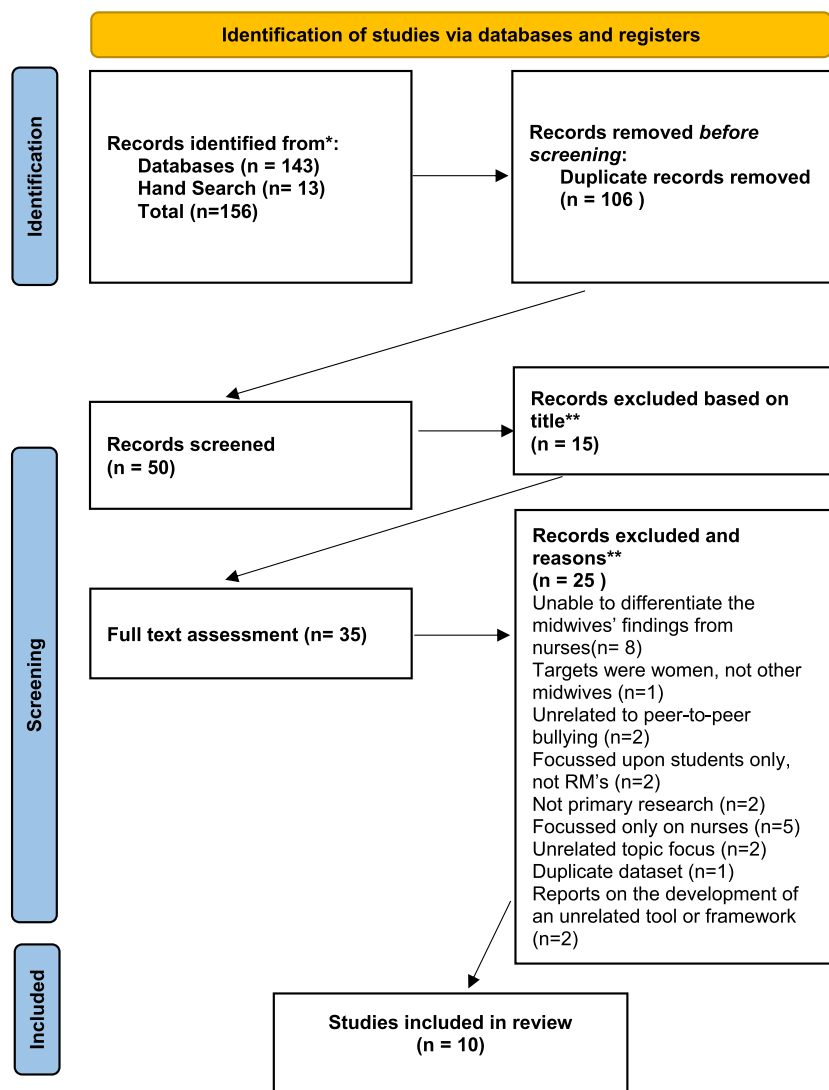 Identification of studies via databases and registers
Identification
Records identified from*:
Databases (n = 143)
Hand Search (n= 13)
Total (n=156)
Records removed before
screening:
Duplicate records removed
(n = 106 )
Screening
Records screened
(n = 50)
Records excluded based on
title**
(n = 15)
Full text assessment (n= 35)
Records excluded and
reasons**
(n = 25 )
Unable to differentiate the
midwives’ findings from
nurses(n= 8)
Targets were women, not other
midwives (n=1)
Unrelated to peer-to-peer
bullying (n=2)
Focussed upon students only,
not RM’s (n=2)
Not primary research (n=2)
Focussed only on nurses (n=5)
Unrelated topic focus (n=2)
Duplicate dataset (n=1)
Reports on the development of
an unrelated tool or framework
(n=2)
Included
Studies included in review
(n = 10)